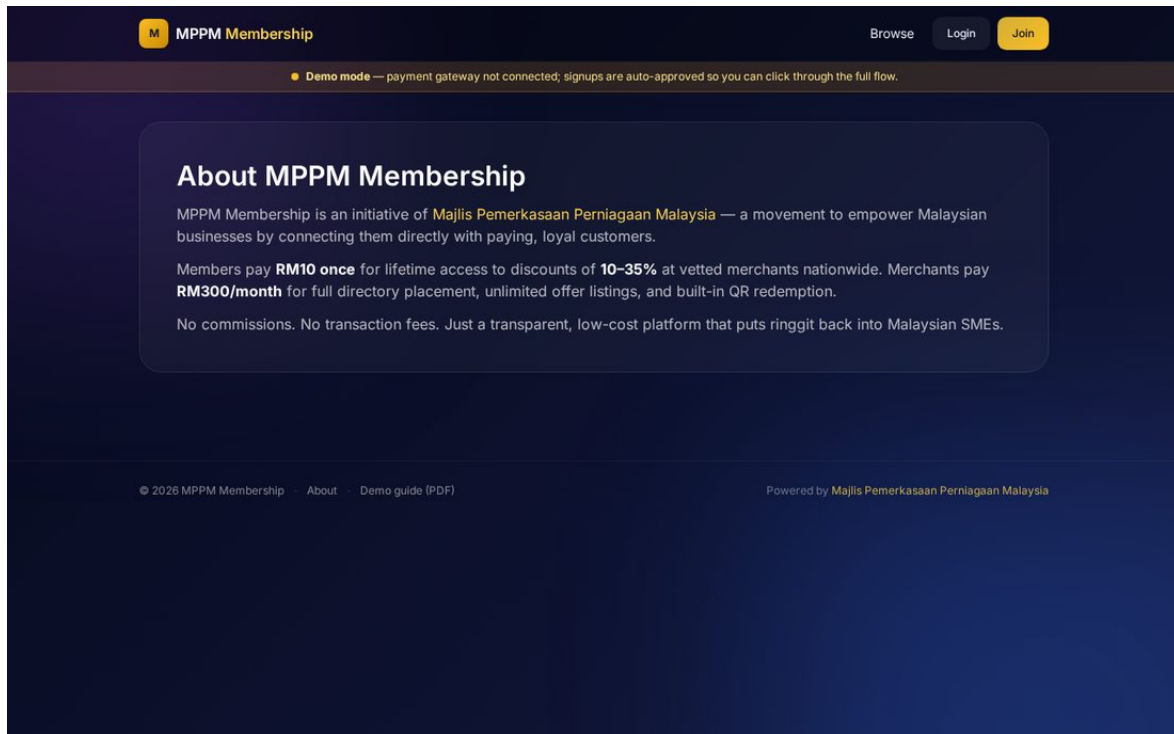 M MPPM Membership
Browse Login Join
Demo mode — payment gateway not connected; signups are auto-approved so you can click through the full flow.
About MPPM Membership
MPPM Membership is an initiative of Majlis Pemerkasaan Perniagaan Malaysia — a movement to empower Malaysian
businesses by connecting them directly with paying, loyal customers.
Members pay RM10 once for lifetime access to discounts of 10–35% at vetted merchants nationwide. Merchants pay
RM300/month for full directory placement, unlimited offer listings, and built-in QR redemption.
No commissions. No transaction fees. Just a transparent, low-cost platform that puts ringgit back into Malaysian SMEs.
© 2026 MPPM Membership · About · Demo guide (PDF)
Powered by Majlis Pemerkasaan Perniagaan Malaysia